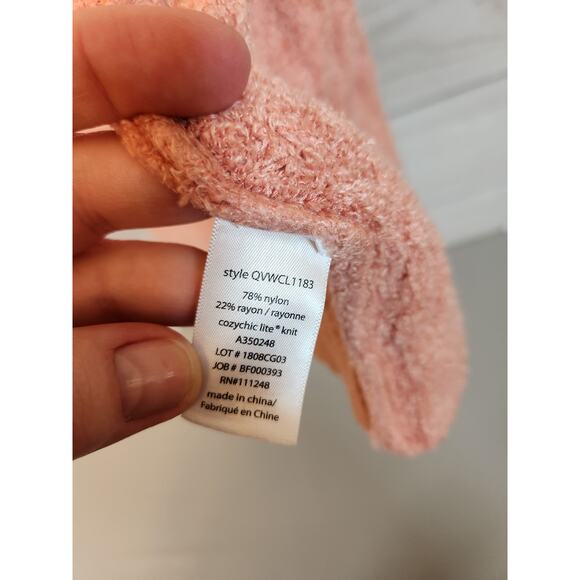 style QVWCL1183
78% nylon
22% rayon / rayonne
cozychic lite® knit
A350248
LOT # 1808CG03
JOB # BF000393
RN#111248
made in china/
Fabriqué en Chine